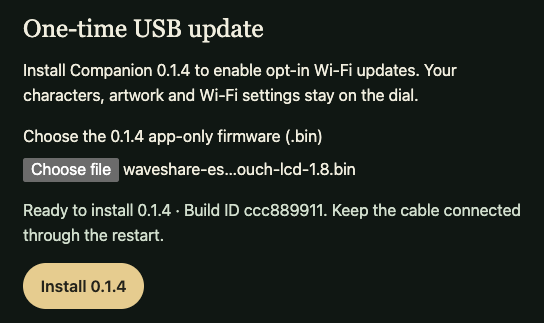 One-time USB update
Install Companion 0.1.4 to enable opt-in Wi-Fi updates. Your
characters, artwork and Wi-Fi settings stay on the dial.
Choose the 0.1.4 app-only firmware (.bin)
Choose file waveshare-es...ouch-lcd-1.8.bin
Ready to install 0.1.4 · Build ID ccc889911. Keep the cable connected
through the restart.
Install 0.1.4